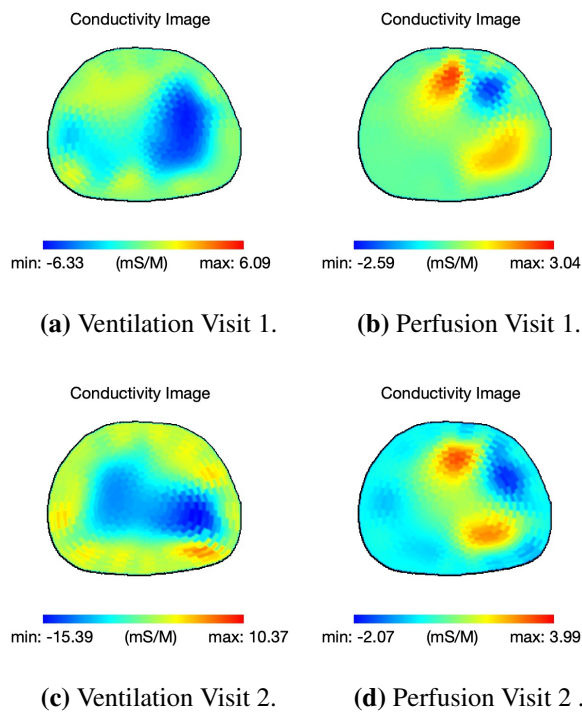 Conductivity Image
Conductivity Image
min: -6.33 (mS/M) max: 6.09
min: -2.59 (mS/M) max: 3.04
(a) Ventilation Visit 1.
(b) Perfusion Visit 1.
Conductivity Image
Conductivity Image
min: -15.39 (mS/M) max: 10.37
min: -2.07 (mS/M) max: 3.99
(c) Ventilation Visit 2.
(d) Perfusion Visit 2 .